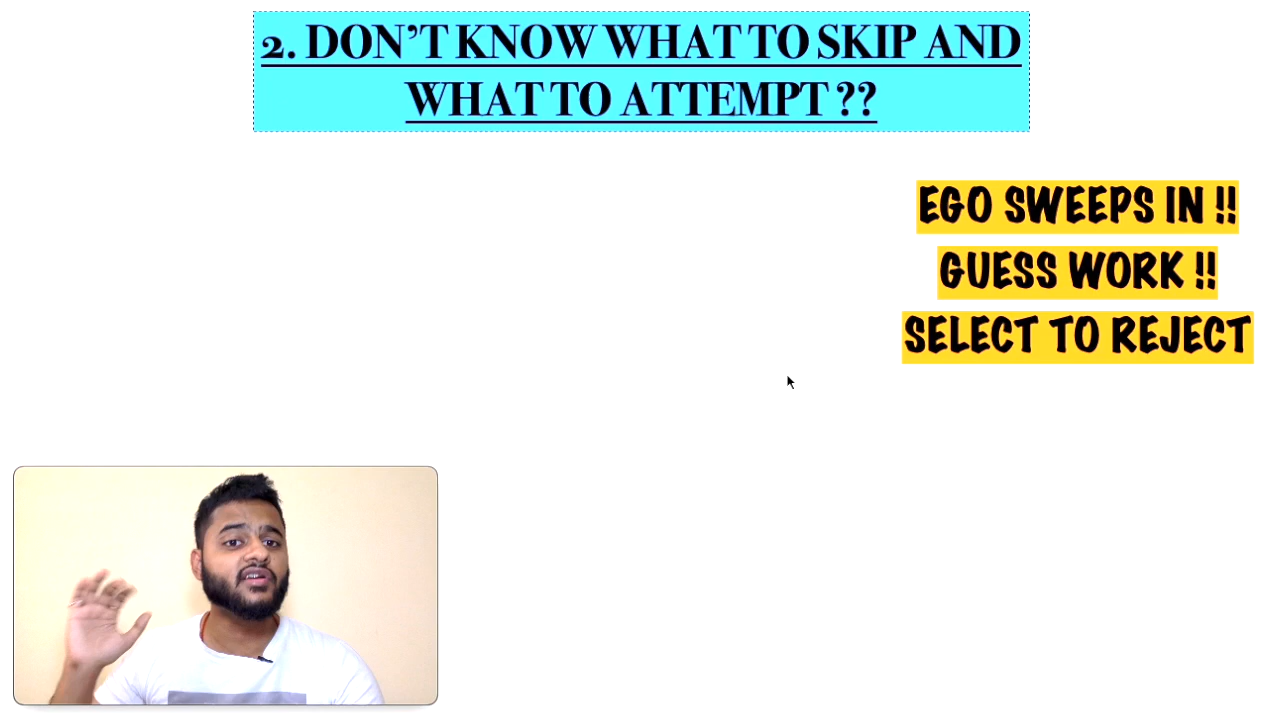 2. DON’T KNOW WHAT TO SKIP AND
WHAT TO ATTEMPT ??
EGO SWEEPS IN !!
GUESS WORK !!
SELECT TO REJECT